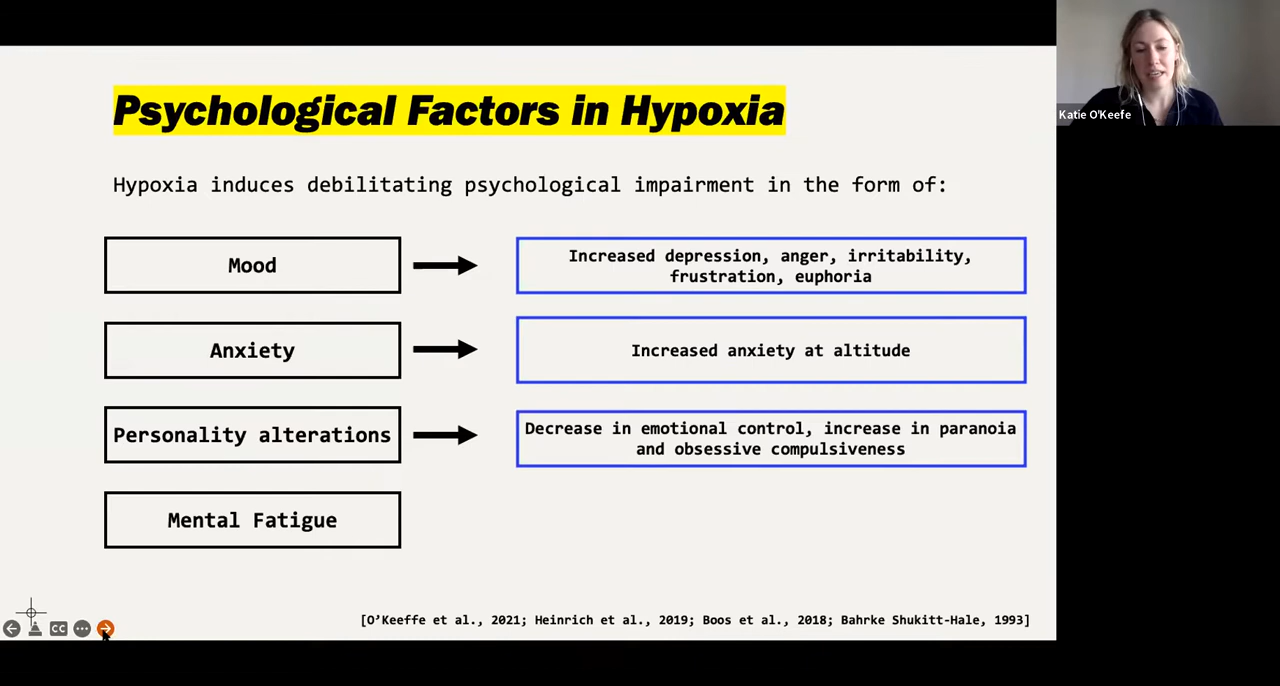 Psychological Factors in Hypoxia
Katie O'Keefe
Hypoxia induces debilitating psychological impairment in the form of:
Mood
Increased depression, anger, irritability,
frustration, euphoria
Anxiety
Increased anxiety at altitude
Personality alterations
Decrease in emotional control, increase in paranoia
and obsessive compulsiveness
Mental Fatigue
[O’Keeffe et al., 2021; Heinrich et al., 2019; Boos et al., 2018; Bahrke Shukitt-Hale, 1993]
CC